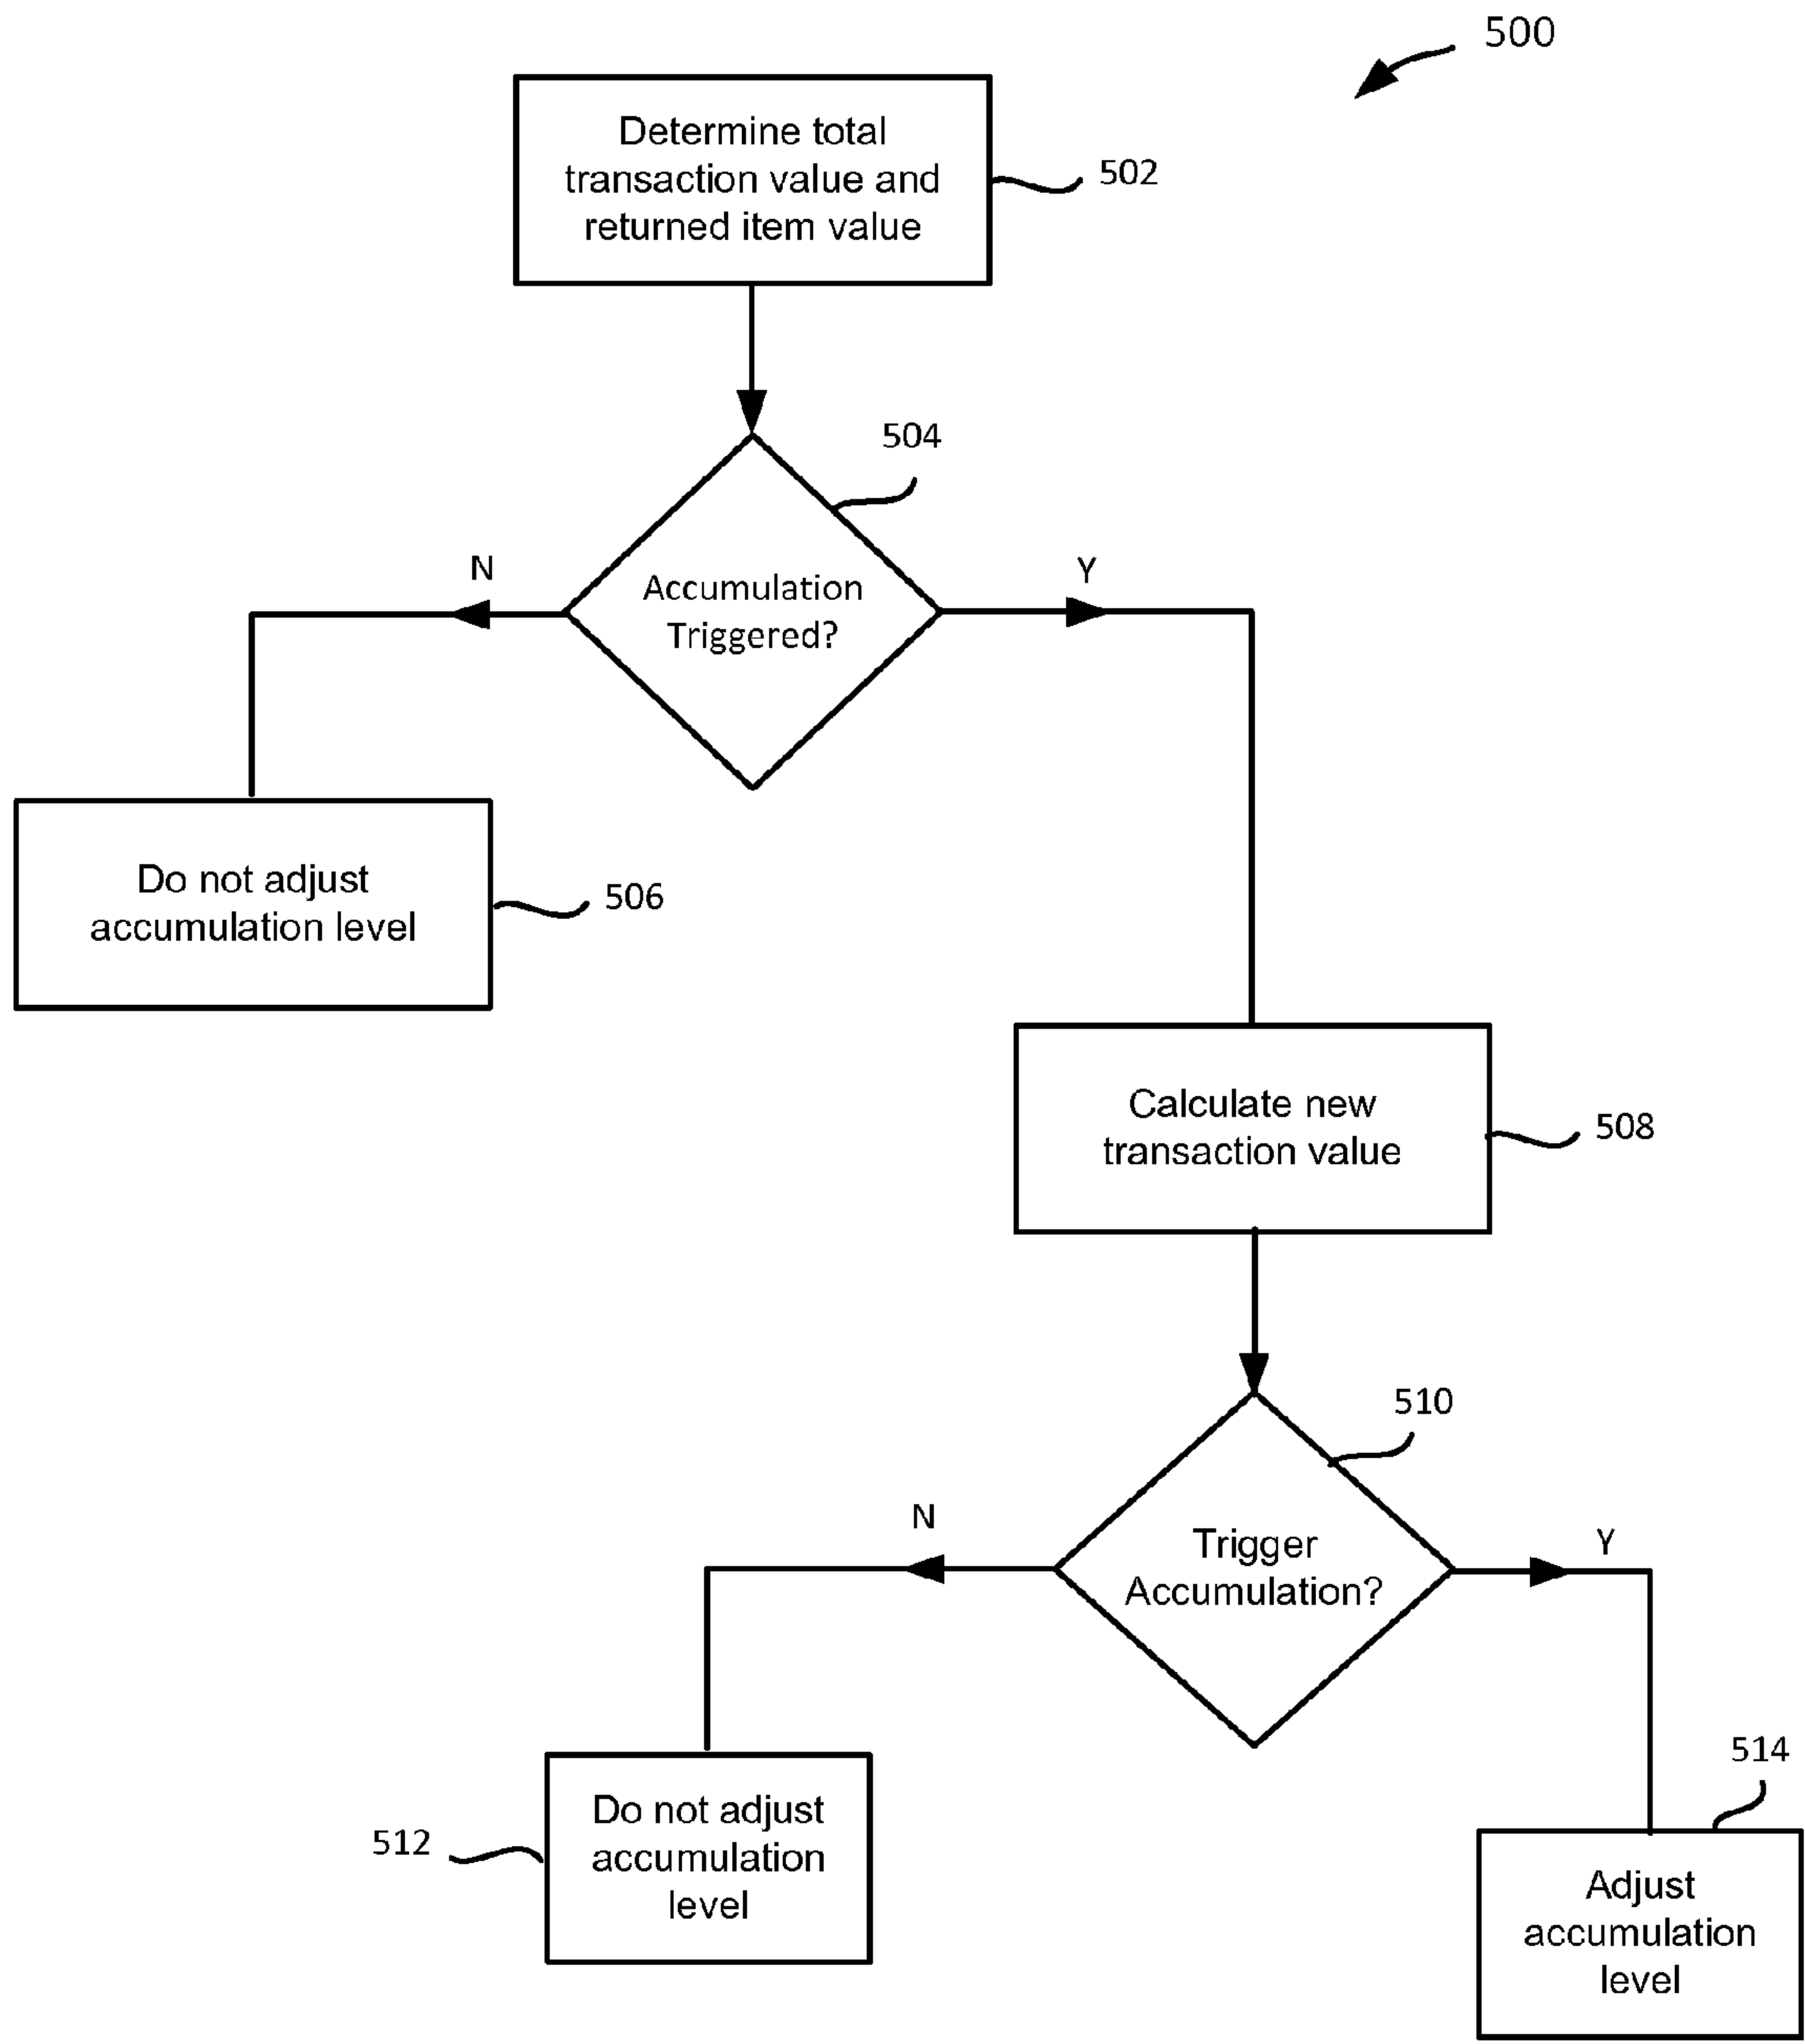 500
Determine total
transaction value and
returned item value
502
504
N
Y
Accumulation
Triggered?
Do not adjust
accumulation level
506
Calculate new
transaction value
508
510
N
Y
Trigger
Accumulation?
514
Do not adjust
accumulation
level
512
Adjust
accumulation
level